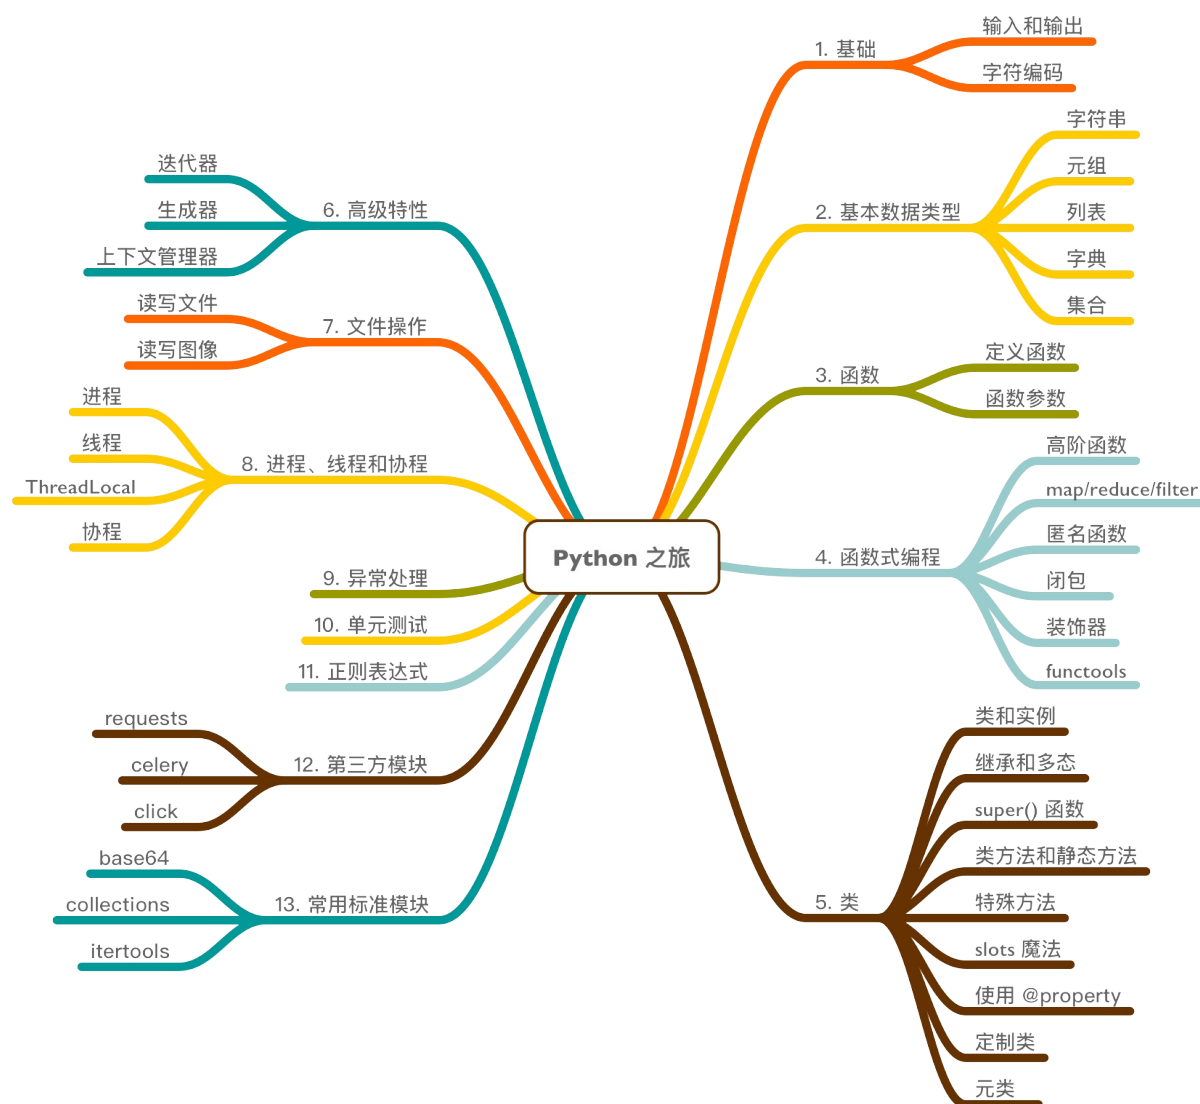 Python 之旅
1. 基础
输入和输出
字符编码
2. 基本数据类型
字符串
元组
列表
字典
集合
3. 函数
定义函数
函数参数
4. 函数式编程
高阶函数
map/reduce/filter
匿名函数
闭包
装饰器
functools
5. 类
类和实例
继承和多态
super() 函数
类方法和静态方法
特殊方法
slots 魔法
使用 @property
定制类
元类
6. 高级特性
迭代器
生成器
上下文管理器
7. 文件操作
读写文件
读写图像
8. 进程、线程和协程
进程
线程
ThreadLocal
协程
9. 异常处理
10. 单元测试
11. 正则表达式
12. 第三方模块
requests
celery
click
13. 常用标准模块
base64
collections
itertools